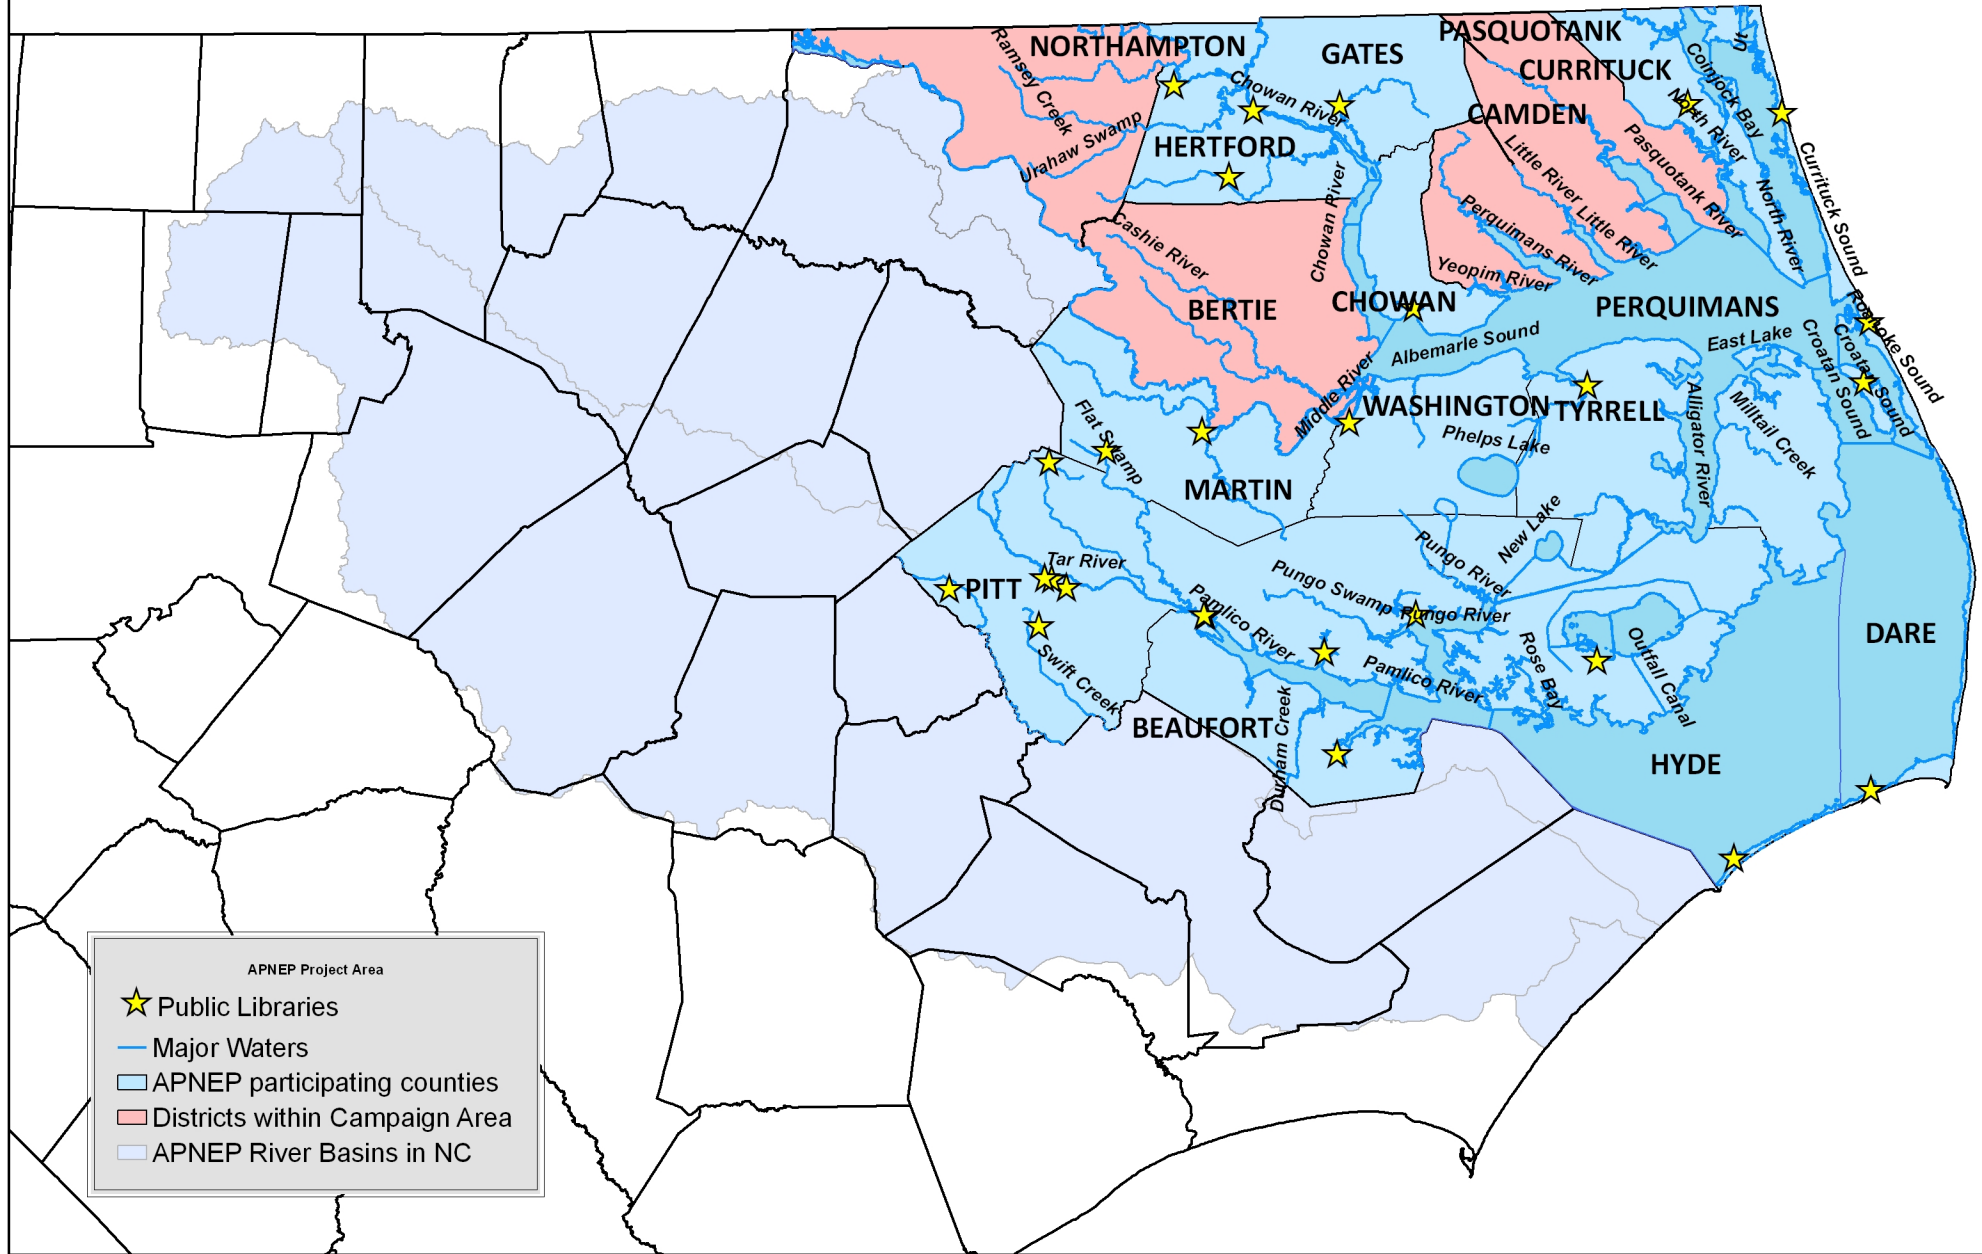 PASQUOTANK
NORTHAMPTON
GATES
CURRITUCK
CAMDEN
Ramsey Creek
Urahaw Swamp
Chowan River
HERTFORD
Coinjock Bay
North River
Pasquotank River
Little River
Little River
North River
Currituck Sound
Cashie River
Chowan River
Perquimans River
Yeopim River
BERTIE
CHOWAN
PERQUIMANS
Albemarle Sound
East Lake
Roanoke Sound
Croatan Sound
Croatan Sound
Middle River
WASHINGTON
TYRRELL
Alligator River
Milltail Creek
Flat Swamp
Phelps Lake
MARTIN
New Lake
Pungo River
Tar River
PITT
Pungo Swamp
Pungo River
Pamlico River
DARE
Outfall Canal
Rose Bay
Swift Creek
Pamlico River
BEAUFORT
Durham Creek
HYDE
APNEP Project Area
Public Libraries
Major Waters
APNEP participating counties
Districts within Campaign Area
APNEP River Basins in NC